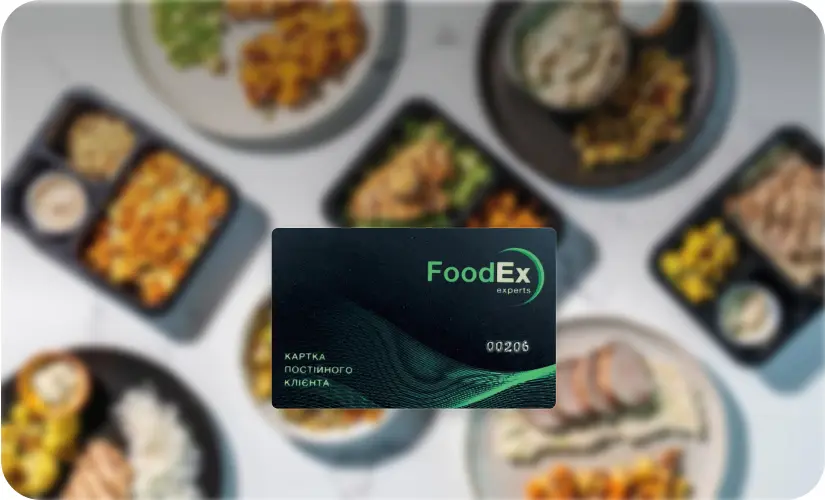 FoodEx
experts
00206
КАРТКА
ПОСТІЙНОГО
КЛІЄНТА